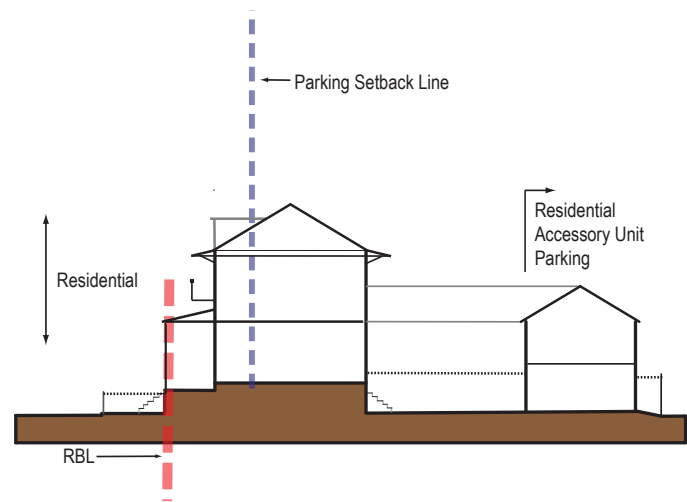 Parking Setback Line
Residential
Accessory Unit
Parking
Residential
RBL